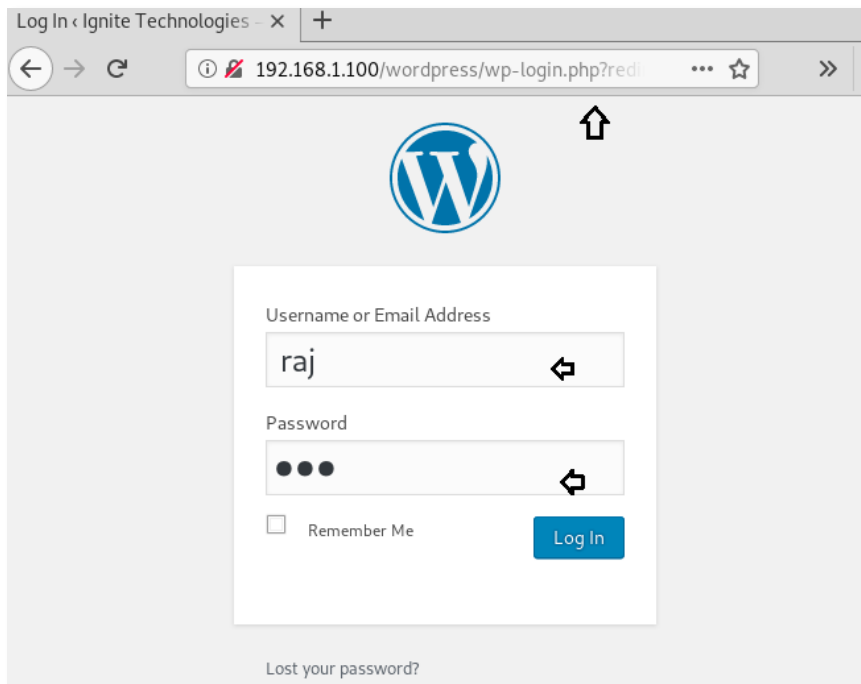 Log In ‹ Ignite Technologies -
192.168.1.100/wordpress/wp-login.php?redi
Username or Email Address
raj
Password
Remember Me
Log In
Lost your password?